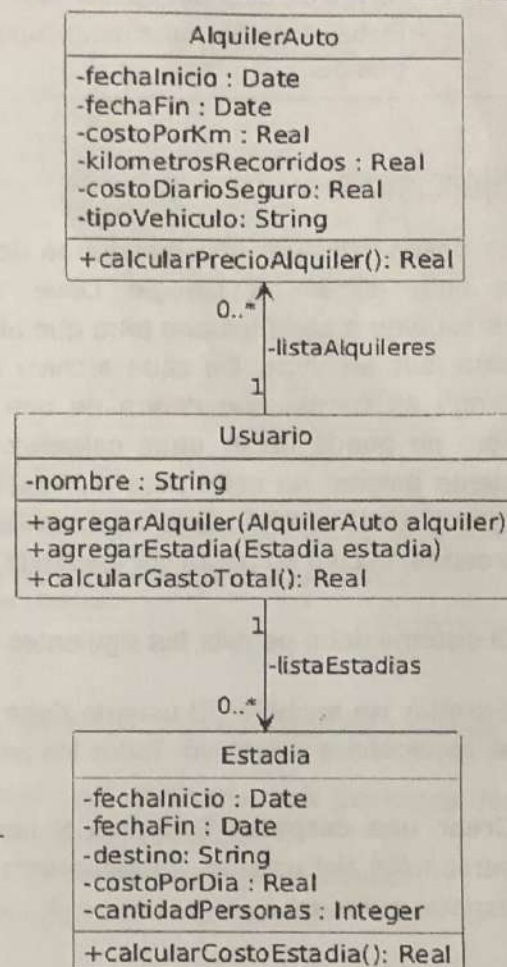 AlquilerAuto
-fechaInicio : Date
-fechaFin : Date
-costoPorKm : Real
-kilometrosRecorridos : Real
-costoDiarioSeguro: Real
-tipoVehiculo: String
+calcularPrecioAlquiler(): Real
0..*
-listaAlquileres
1
Usuario
-nombre : String
+agregarAlquiler(AlquilerAuto alquiler)
+agregarEstadia(Estadia estadia)
+calcularGastoTotal(): Real
1
-listaEstadias
0..*
Estadia
-fechaInicio : Date
-fechaFin : Date
-destino: String
-costoPorDia : Real
-cantidadPersonas : Integer
+calcularCostoEstadia(): Real